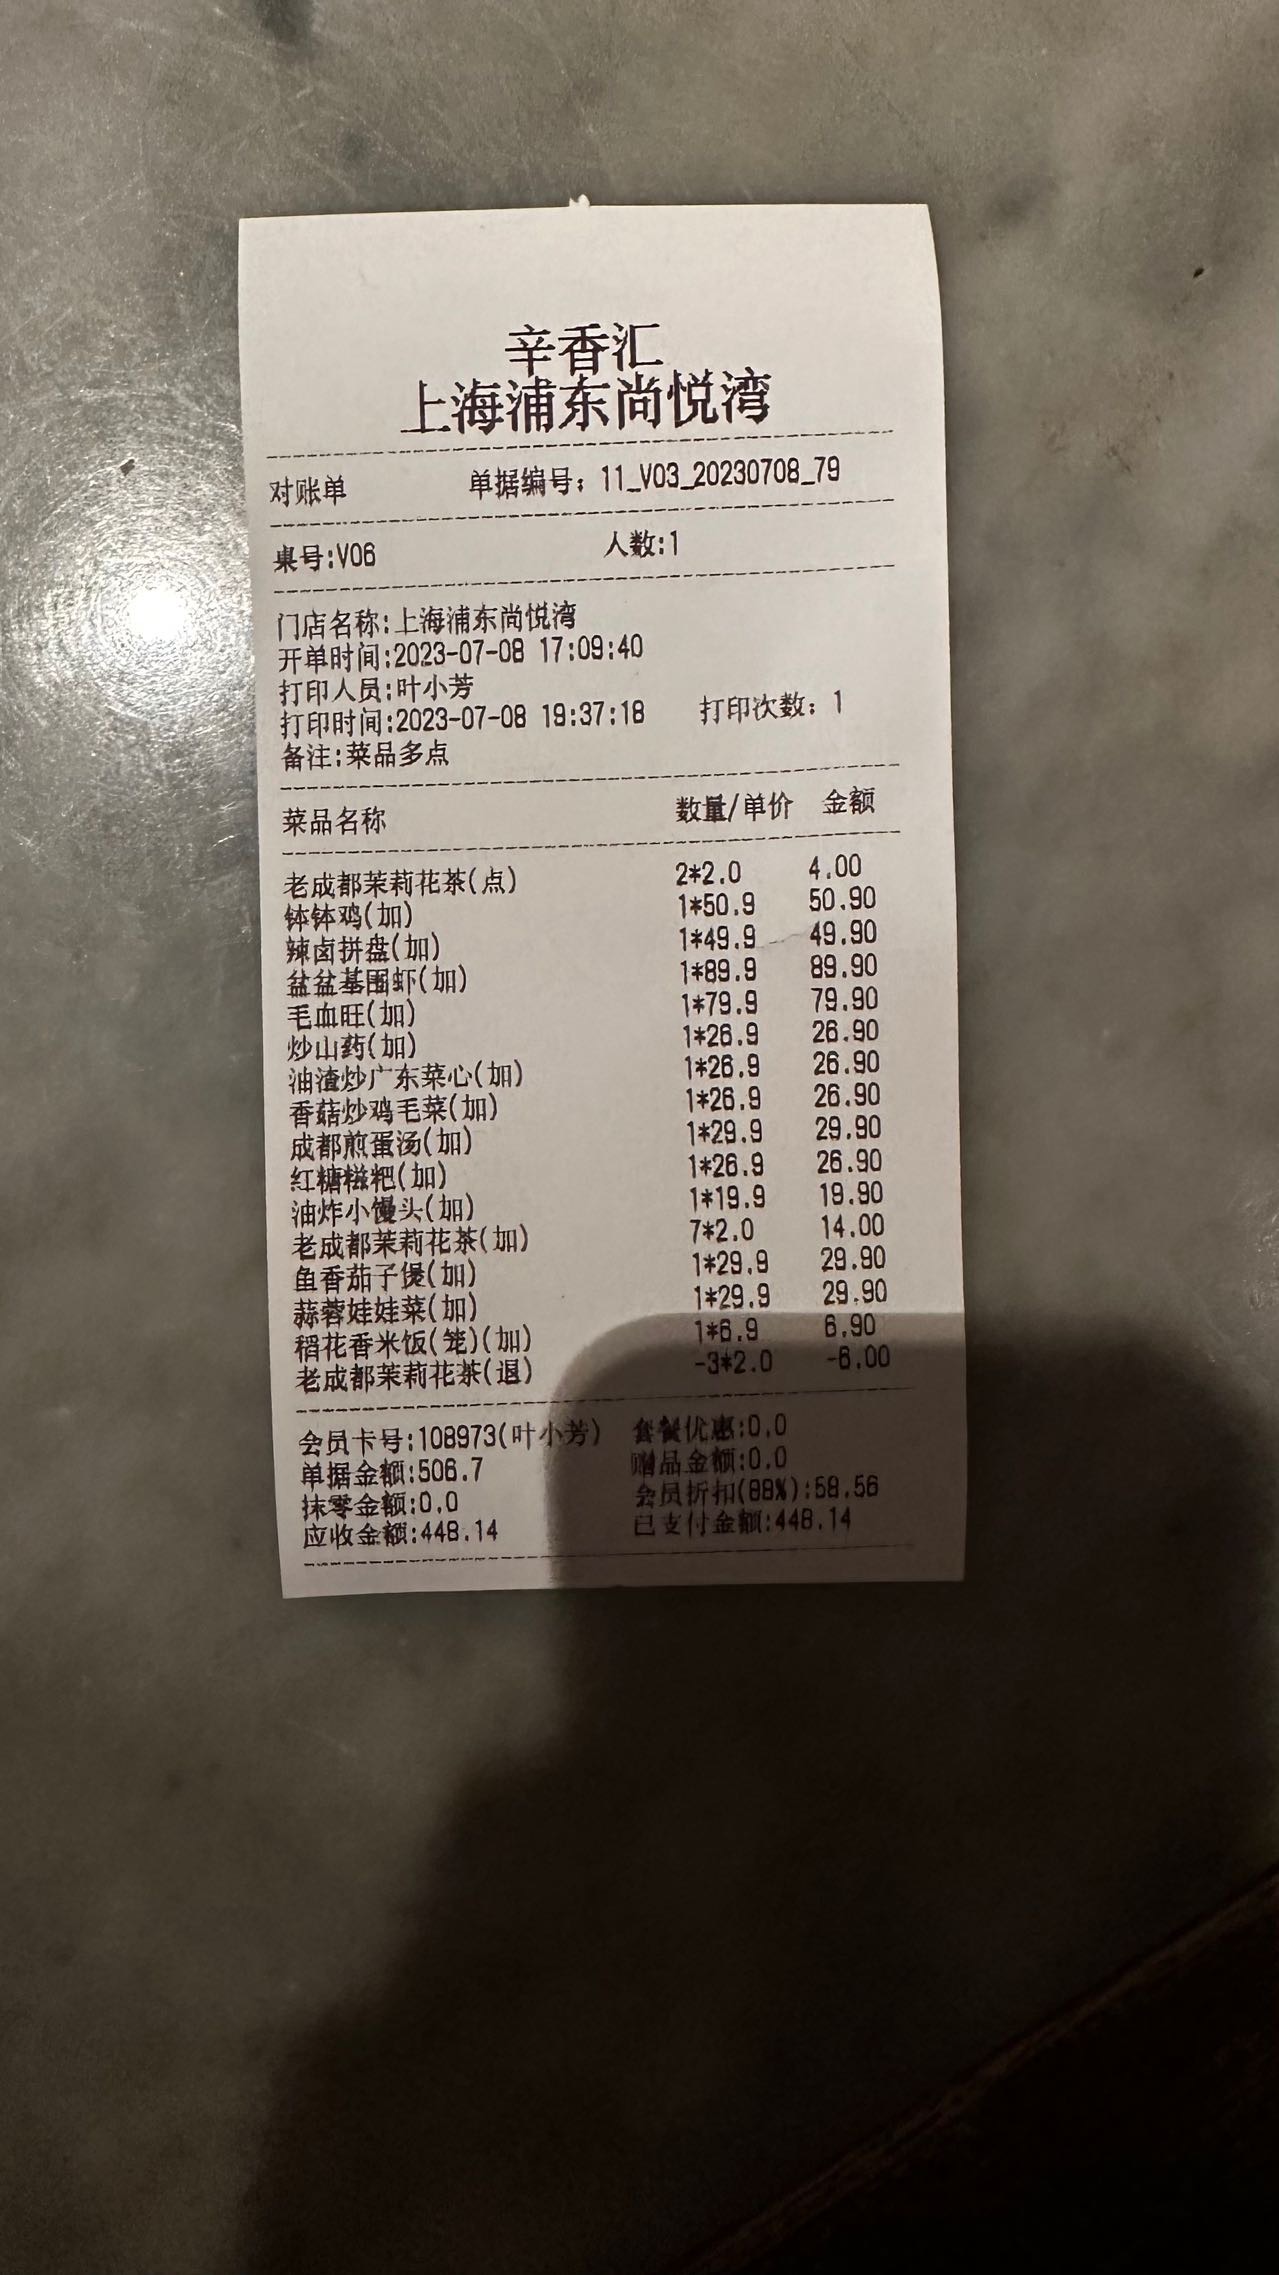 辛香汇
上海浦东尚悦湾
对账单 单据编号：11_V03_20230708_79
桌号:V06 人数:1
门店名称:上海浦东尚悦湾
开单时间:2023-07-08 17:09:40
打印人员:叶小芳
打印时间:2023-07-08 19:37:18 打印次数：1
备注:菜品多点
菜品名称 数量/单价 金额
老成都茉莉花茶(点) 2*2.0 4.00
钵钵鸡(加) 1*50.9 50.90
辣卤拼盘(加) 1*49.9 49.90
盆盆基围虾(加) 1*89.9 89.90
毛血旺(加) 1*79.9 79.90
炒山药(加) 1*26.9 26.90
油渣炒广东菜心(加) 1*26.9 26.90
香菇炒鸡毛菜(加) 1*26.9 26.90
成都煎蛋汤(加) 1*29.9 29.90
红糖糍粑(加) 1*26.9 26.90
油炸小馒头(加) 1*19.9 19.90
老成都茉莉花茶(加) 7*2.0 14.00
鱼香茄子煲(加) 1*29.9 29.90
蒜蓉娃娃菜(加) 1*29.9 29.90
稻花香米饭(笼)(加) 1*6.9 6.90
老成都茉莉花茶(退) -3*2.0 -6.00
会员卡号:108973(叶小芳) 套餐优惠:0.0
单据金额:506.7 赠品金额:0.0
抹零金额:0.0 会员折扣(88%):58.56
应收金额:448.14 已支付金额:448.14